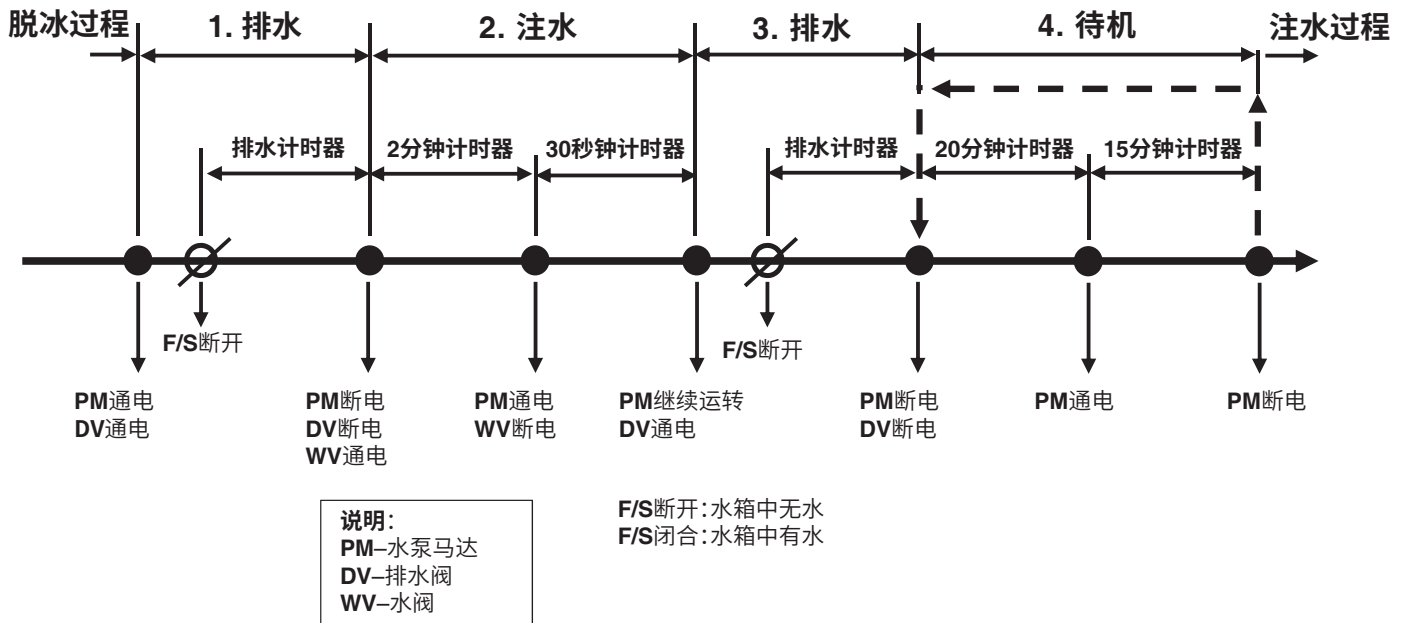 脱冰过程
1. 排水
2. 注水
3. 排水
4. 待机
注水过程
排水计时器
2分钟计时器
30秒钟计时器
排水计时器
20分钟计时器
15分钟计时器
F/S断开
F/S断开
PM通电
DV通电
PM断电
DV断电
WV通电
PM通电
WV断电
PM继续运转
DV通电
PM断电
DV断电
PM通电
PM断电
说明：
PM–水泵马达
DV–排水阀
WV–水阀
F/S断开：水箱中无水
F/S闭合：水箱中有水